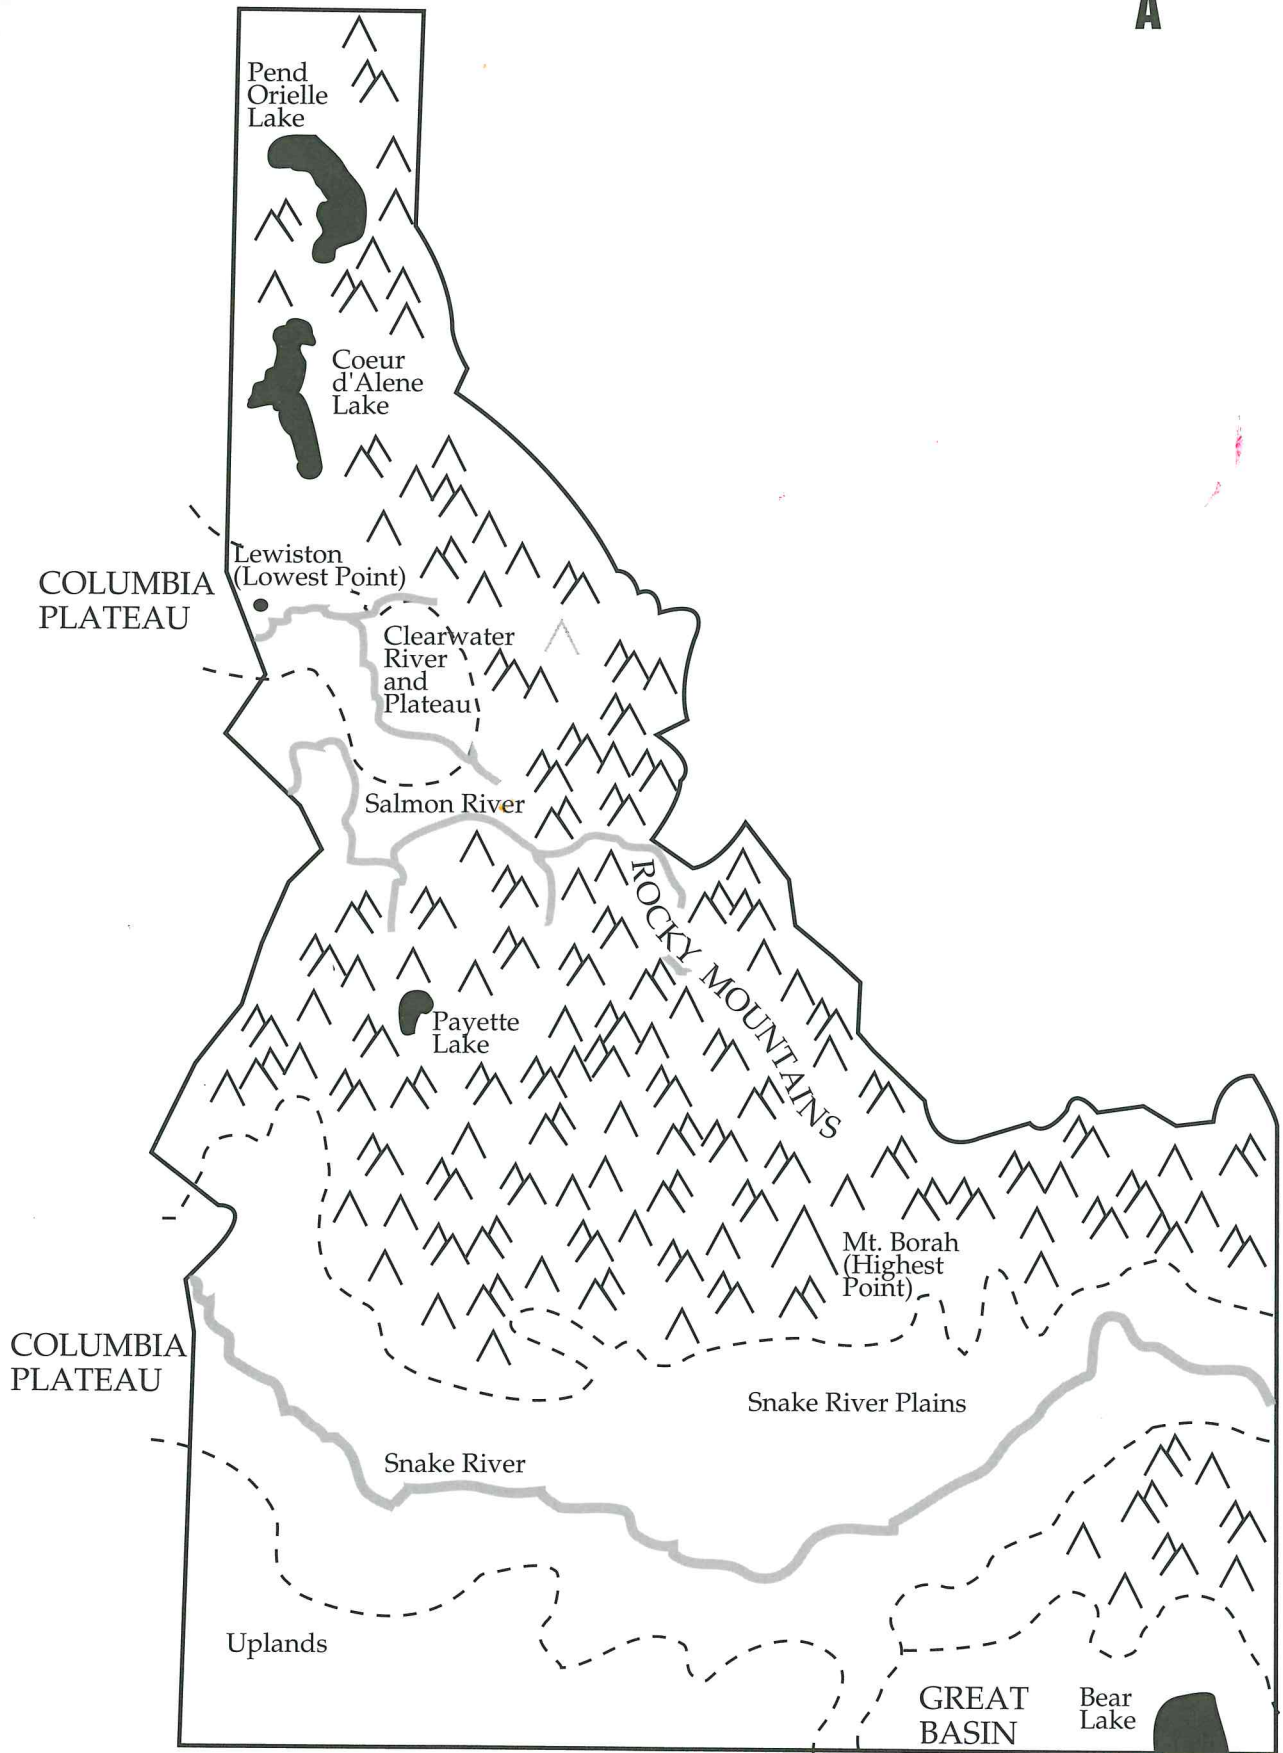 A
Pend
Orielle
Lake
Coeur
d'Alene
Lake
Lewiston
(Lowest Point)
COLUMBIA
PLATEAU
Clearwater
River
and
Plateau
Salmon River
ROCKY MOUNTAINS
Payette
Lake
Mt. Borah
(Highest
Point)
COLUMBIA
PLATEAU
Snake River Plains
Snake River
Uplands
GREAT
BASIN
Bear
Lake